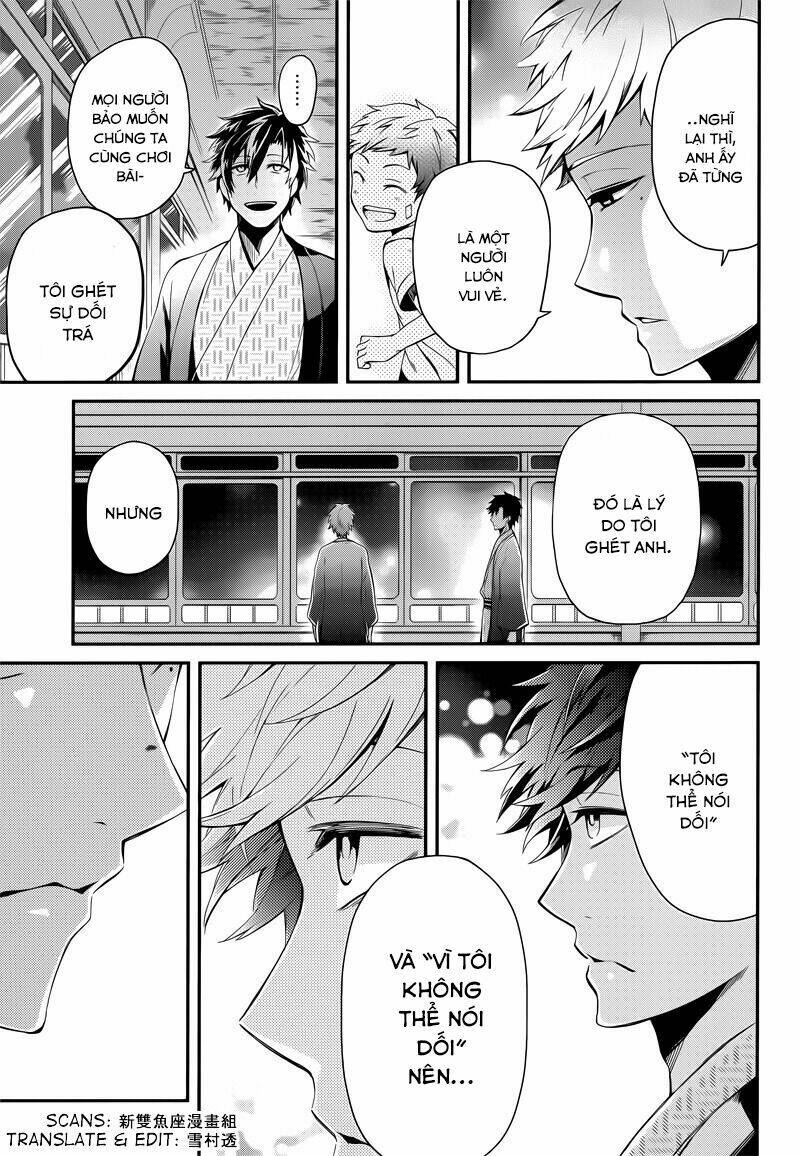 ..NGHĨ
LẠI THÌ,
ANH ẤY
ĐÃ TỪNG
LÀ MỘT
NGƯỜI
LUÔN
VUI VẺ.
......
MỌI NGƯỜI
BẢO MUỐN
CHÚNG TA
CÙNG CHƠI
BÀI-
TÔI GHÉT
SỰ DỐI
TRÁ
ĐÓ LÀ LÝ
DO TÔI
GHÉT ANH.
NHƯNG
"TÔI
KHÔNG
THỂ NÓI
DỐI"
VÀ "VÌ TÔI
KHÔNG
THỂ NÓI
DỐI"
NÊN...
SCANS: 新雙魚座漫畫組
TRANSLATE & EDIT: 雪村透